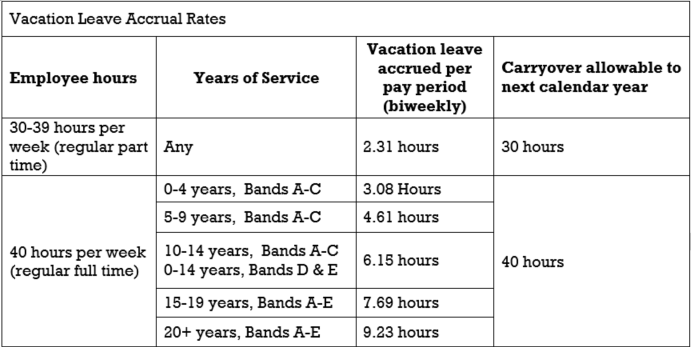 Vacation Leave Accrual Rates
Employee hours
Years of Service
Vacation leave
accrued per
pay period
(biweekly)
Carryover allowable to
next calendar year
30-39 hours per
week (regular part
time)
Any
2.31 hours
30 hours
40 hours per week
(regular full time)
0-4 years,  Bands A-C
3.08 Hours
5-9 years,  Bands A-C
4.61 hours
10-14 years,  Bands A-C
0-14 years, Bands D & E
6.15 hours
15-19 years, Bands A-E
7.69 hours
20+ years, Bands A-E
9.23 hours
40 hours